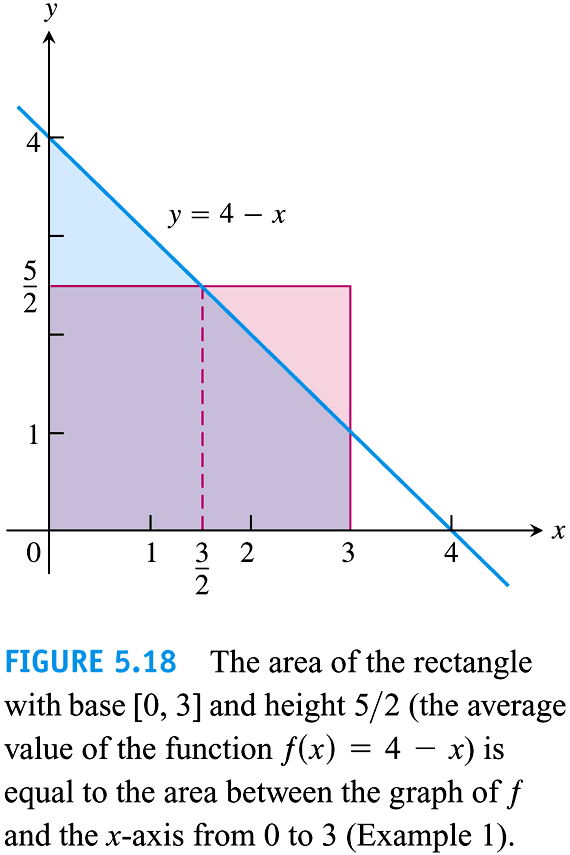 y
4
y = 4 − x
5/2
1
0 1 3/2 2 3 4 x
FIGURE 5.18 The area of the rectangle
with base [0, 3] and height 5/2 (the average
value of the function f(x) = 4 − x) is
equal to the area between the graph of f
and the x-axis from 0 to 3 (Example 1).